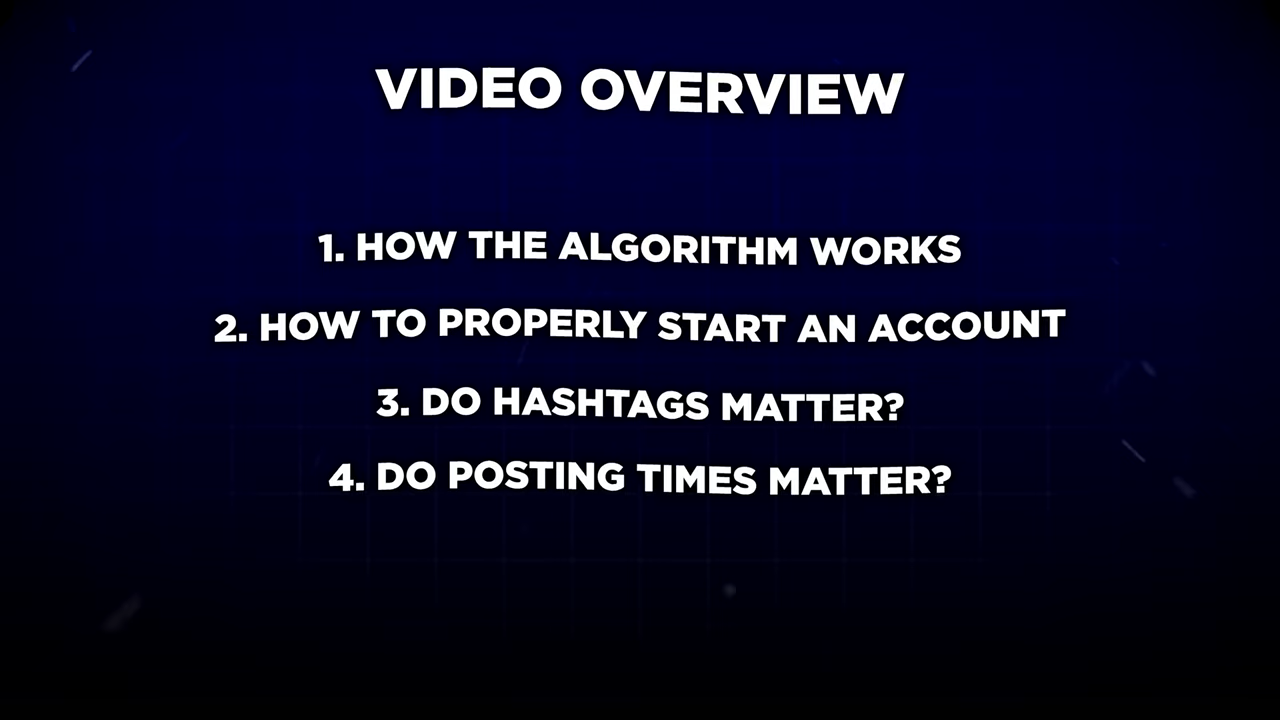 VIDEO OVERVIEW
1. HOW THE ALGORITHM WORKS
2. HOW TO PROPERLY START AN ACCOUNT
3. DO HASHTAGS MATTER?
4. DO POSTING TIMES MATTER?